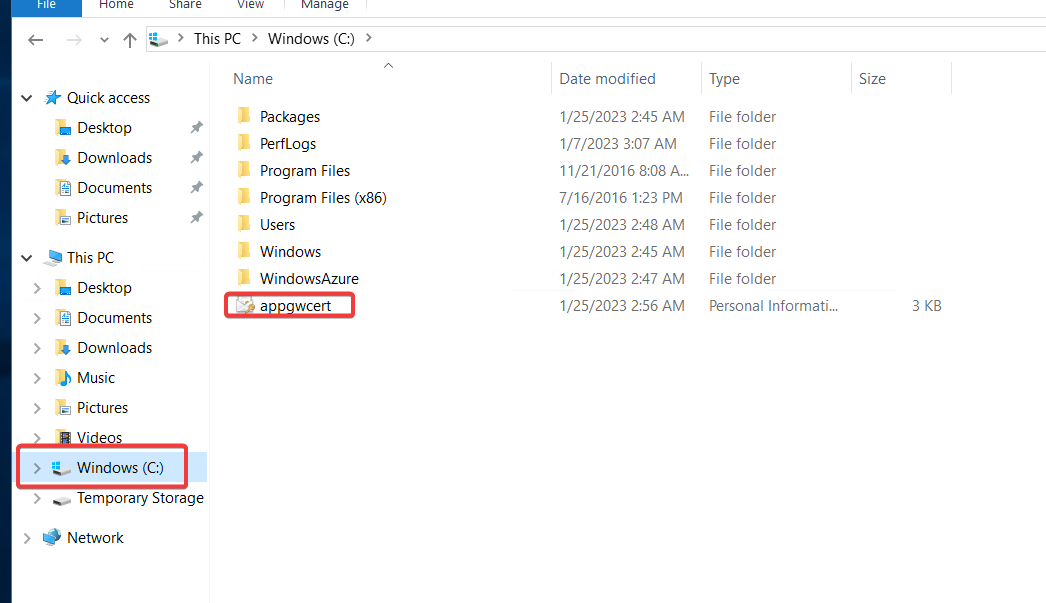 File Home Share View Manage
This PC > Windows (C:) >
Name Date modified Type Size
Quick access
Desktop
Downloads
Documents
Pictures
This PC
Desktop
Documents
Downloads
Music
Pictures
Videos
Windows (C:)
Temporary Storage
Network
Packages 1/25/2023 2:45 AM File folder
PerfLogs 1/7/2023 3:07 AM File folder
Program Files 11/21/2016 8:08 A... File folder
Program Files (x86) 7/16/2016 1:23 PM File folder
Users 1/25/2023 2:48 AM File folder
Windows 1/25/2023 2:45 AM File folder
WindowsAzure 1/25/2023 2:47 AM File folder
appgwcert 1/25/2023 2:56 AM Personal Informati... 3 KB